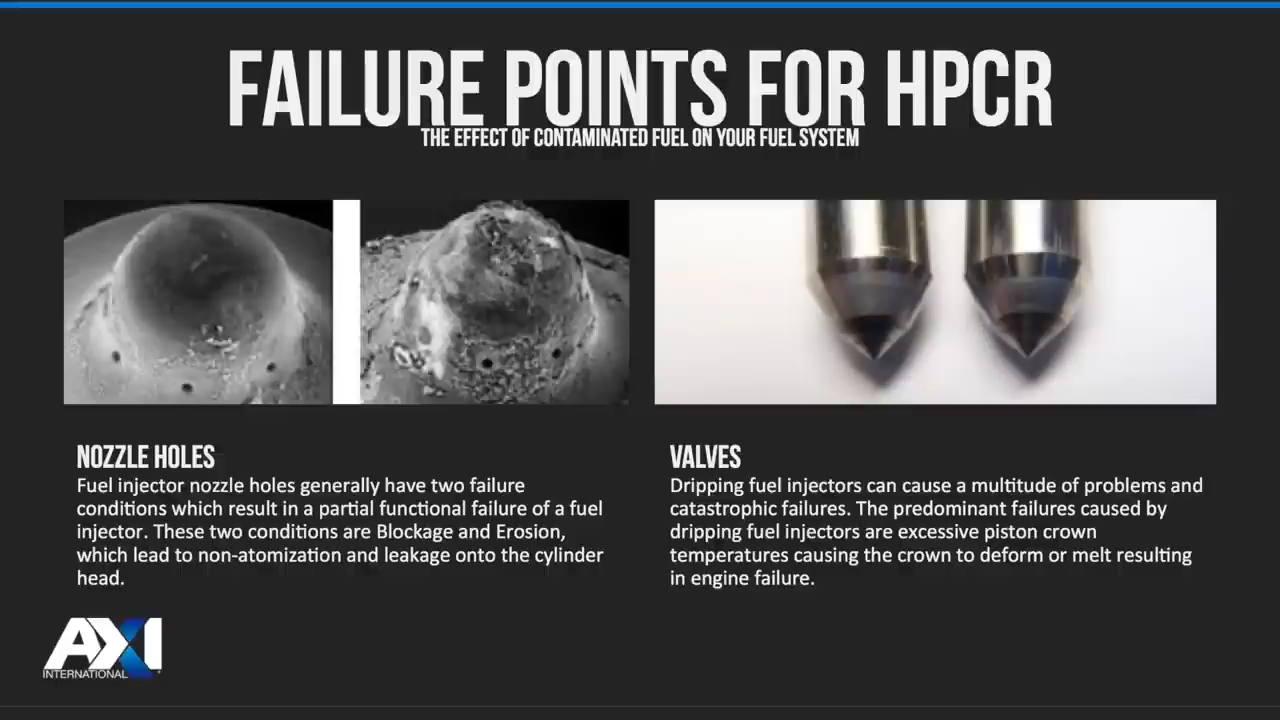 FAILURE POINTS FOR HPCR
THE EFFECT OF CONTAMINATED FUEL ON YOUR FUEL SYSTEM
NOZZLE HOLES
Fuel injector nozzle holes generally have two failure
conditions which result in a partial functional failure of a fuel
injector. These two conditions are Blockage and Erosion,
which lead to non-atomization and leakage onto the cylinder
head.
VALVES
Dripping fuel injectors can cause a multitude of problems and
catastrophic failures. The predominant failures caused by
dripping fuel injectors are excessive piston crown
temperatures causing the crown to deform or melt resulting
in engine failure.
AXI
INTERNATIONAL